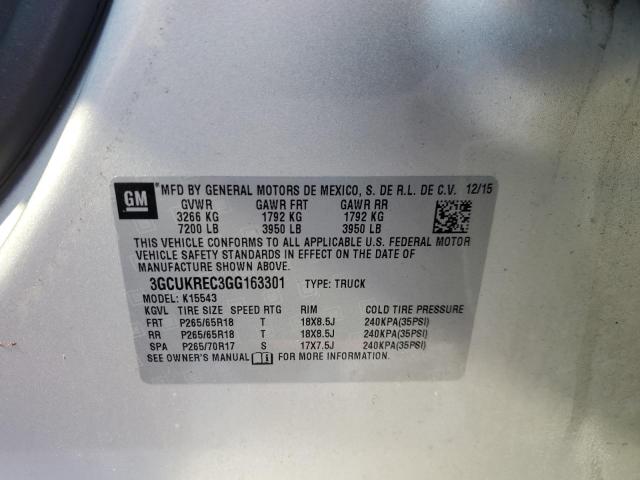 GM
MFD BY GENERAL MOTORS DE MEXICO, S. DE R.L. DE C.V. 12/15
GVWR GAWR FRT GAWR RR
3266 KG 1792 KG 1792 KG
7200 LB 3950 LB 3950 LB
THIS VEHICLE CONFORMS TO ALL APPLICABLE U.S. FEDERAL MOTOR
VEHICLE SAFETY STANDARDS IN EFFECT ON THE DATE OF
MANUFACTURE SHOWN ABOVE.
3GCUKREC3GG163301 TYPE: TRUCK
MODEL: K15543
KGVL TIRE SIZE SPEED RTG RIM COLD TIRE PRESSURE
FRT P265/65R18 T 18X8.5J 240KPA(35PSI)
RR P265/65R18 T 18X8.5J 240KPA(35PSI)
SPA P265/70R17 S 17X7.5J 240KPA(35PSI)
SEE OWNER'S MANUAL FOR MORE INFORMATION.